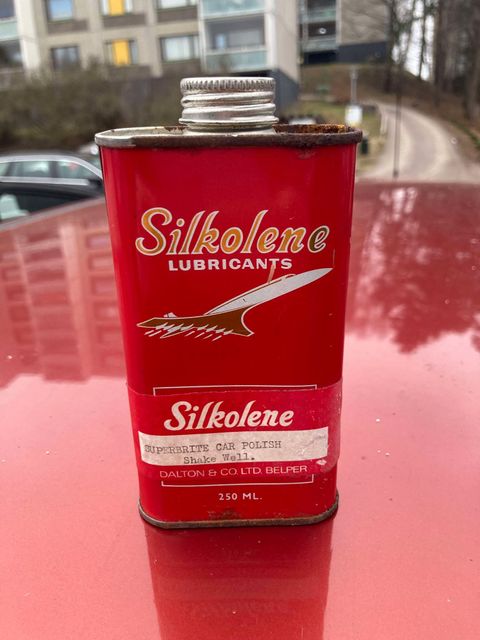 Silkolene
LUBRICANTS
Silkolene
SUPERBRITE CAR POLISH
Shake Well.
DALTON & CO. LTD. BELPER
250 ML.